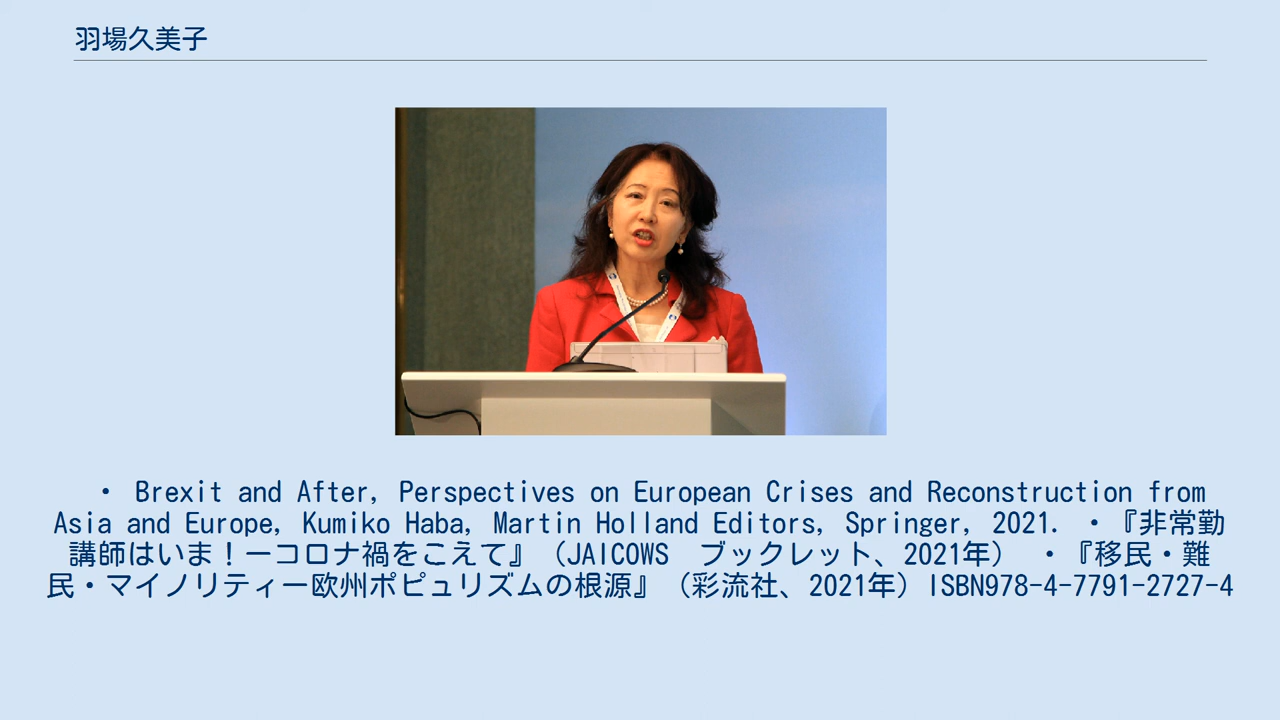 羽場久美子
・ Brexit and After, Perspectives on European Crises and Reconstruction from
Asia and Europe, Kumiko Haba, Martin Holland Editors, Springer, 2021. ・『非常勤
講師はいま！ーコロナ禍をこえて』（JAICOWS　ブックレット、2021年）　・『移民・難
民・マイノリティー欧州ポピュリズムの根源』（彩流社、2021年）ISBN978-4-7791-2727-4